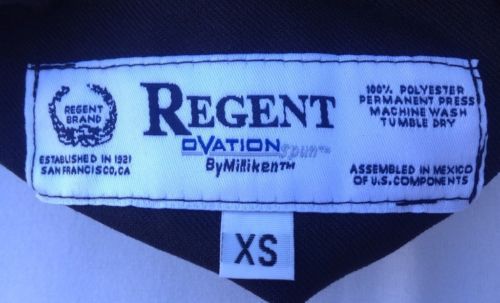 REGENT
BRAND
ESTABLISHED IN 1921
SAN FRANCISCO, CA
REGENT
OVATION spun™
By Milliken™
100% POLYESTER
PERMANENT PRESS
MACHINE WASH
TUMBLE DRY
ASSEMBLED IN MEXICO
OF U.S. COMPONENTS
XS